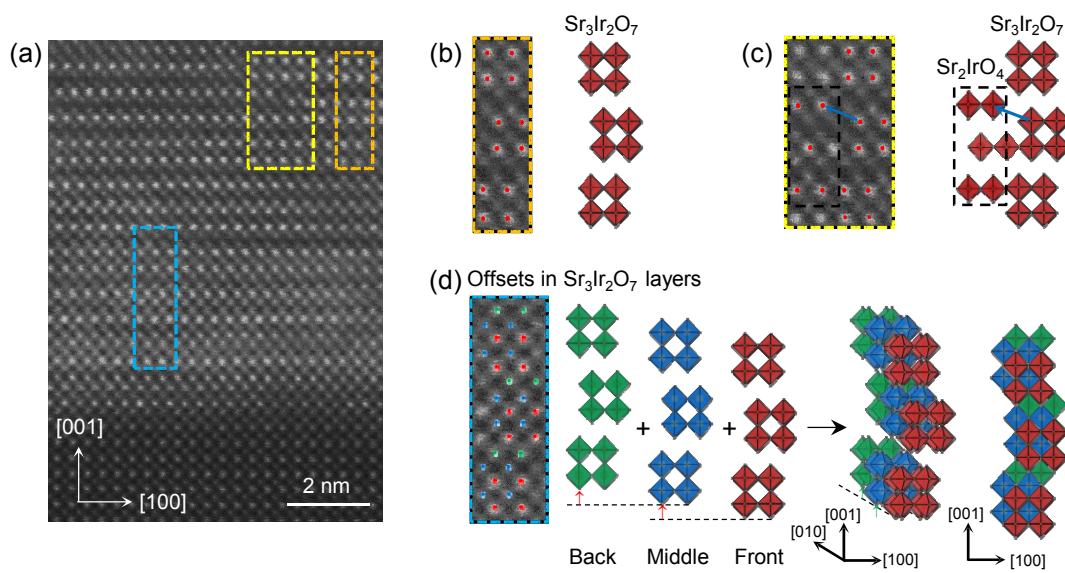 (a)
[001]
[100]
2 nm
(b)
Sr₃Ir₂O₇
(c)
Sr₃Ir₂O₇
Sr₂IrO₄
(d) Offsets in Sr₃Ir₂O₇ layers
+
+
Back
Middle
Front
[001]
[010]
[100]
[001]
[100]